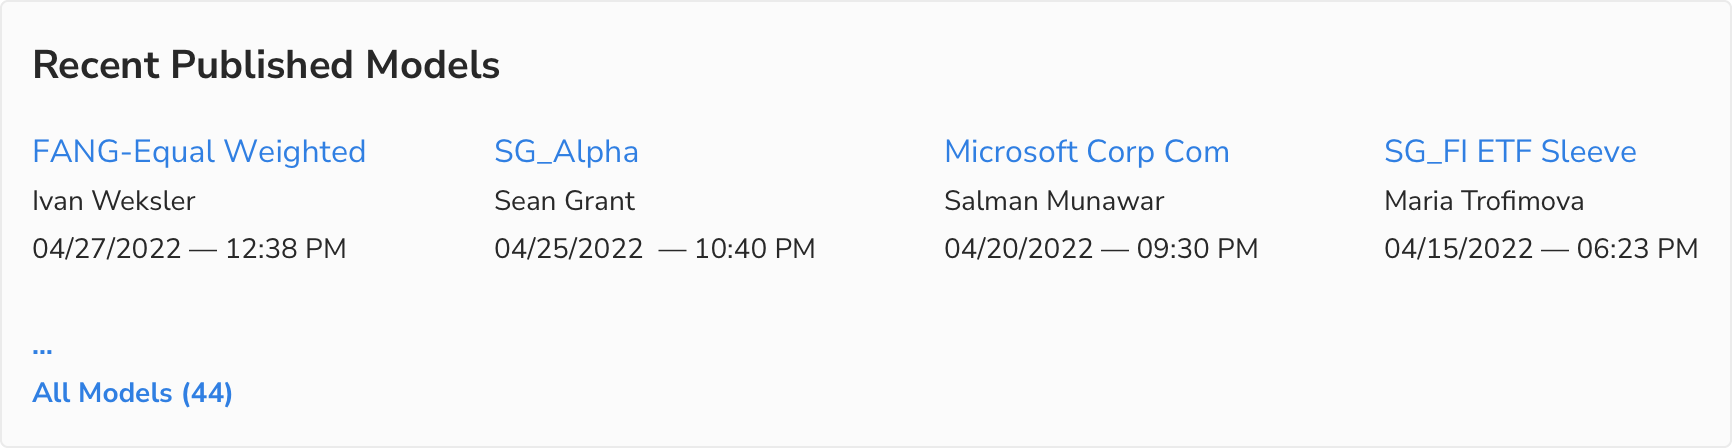 Recent Published Models
FANG-Equal Weighted
Ivan Weksler
04/27/2022 — 12:38 PM
SG_Alpha
Sean Grant
04/25/2022  — 10:40 PM
Microsoft Corp Com
Salman Munawar
04/20/2022 — 09:30 PM
SG_FI ETF Sleeve
Maria Trofimova
04/15/2022 — 06:23 PM
...
All Models (44)